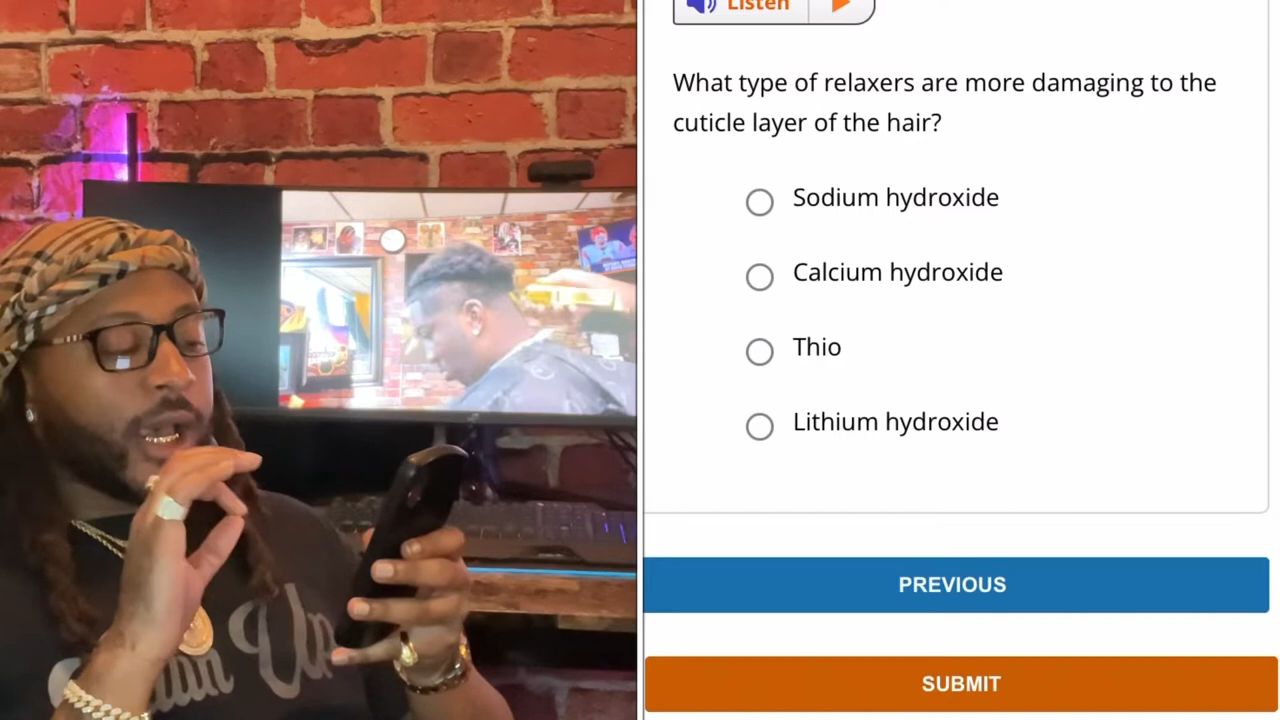 Listen
What type of relaxers are more damaging to the
cuticle layer of the hair?
Sodium hydroxide
Calcium hydroxide
Thio
Lithium hydroxide
PREVIOUS
SUBMIT
Up